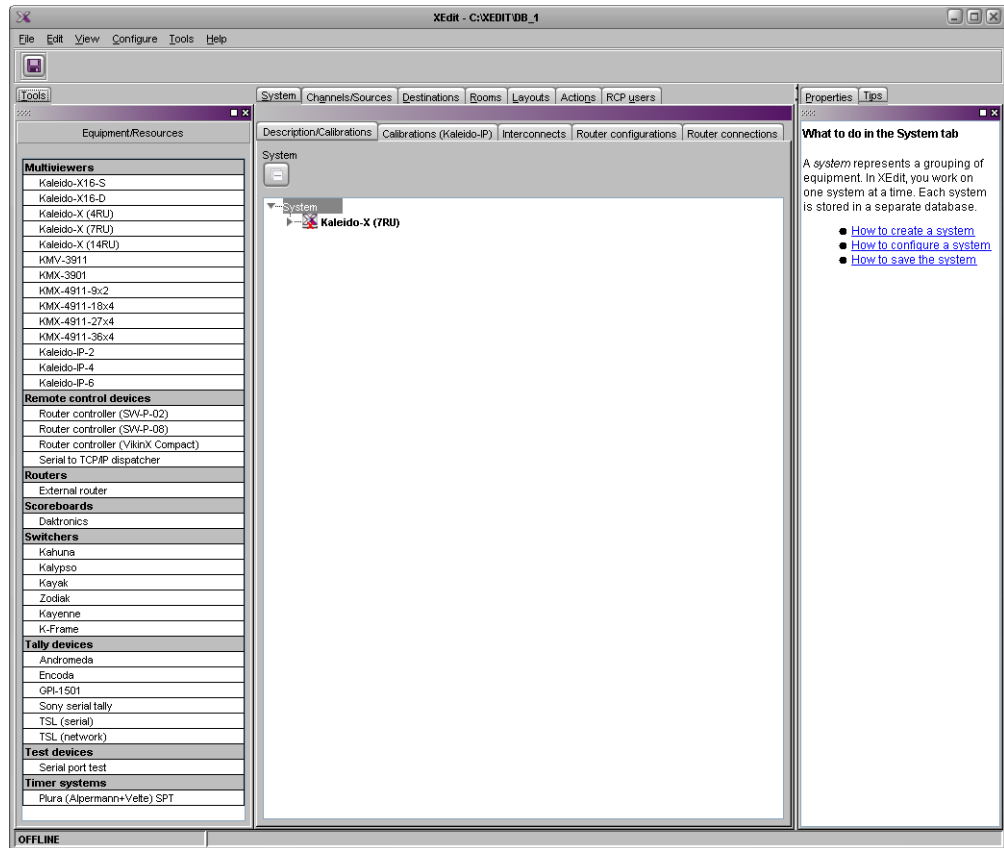 XEdit - C:\XEDIT\DB_1
File Edit View Configure Tools Help
Tools
Equipment/Resources
Multiviewers
Kaleido-X16-S
Kaleido-X16-D
Kaleido-X (4RU)
Kaleido-X (7RU)
Kaleido-X (14RU)
KMV-3911
KMX-3901
KMX-4911-9x2
KMX-4911-18x4
KMX-4911-27x4
KMX-4911-36x4
Kaleido-IP-2
Kaleido-IP-4
Kaleido-IP-6
Remote control devices
Router controller (SW-P-02)
Router controller (SW-P-08)
Router controller (VikinX Compact)
Serial to TCP/IP dispatcher
Routers
External router
Scoreboards
Daktronics
Switchers
Kahuna
Kalypso
Kayak
Zodiak
Kayenne
K-Frame
Tally devices
Andromeda
Encoda
GPI-1501
Sony serial tally
TSL (serial)
TSL (network)
Test devices
Serial port test
Timer systems
Plura (Alpermann+Velte) SPT
System Channels/Sources Destinations Rooms Layouts Actions RCP users
Description/Calibrations Calibrations (Kaleido-IP) Interconnects Router configurations Router connections
System
System
Kaleido-X (7RU)
Properties Tips
What to do in the System tab
A system represents a grouping of
equipment. In XEdit, you work on
one system at a time. Each system
is stored in a separate database.
How to create a system
How to configure a system
How to save the system
OFFLINE